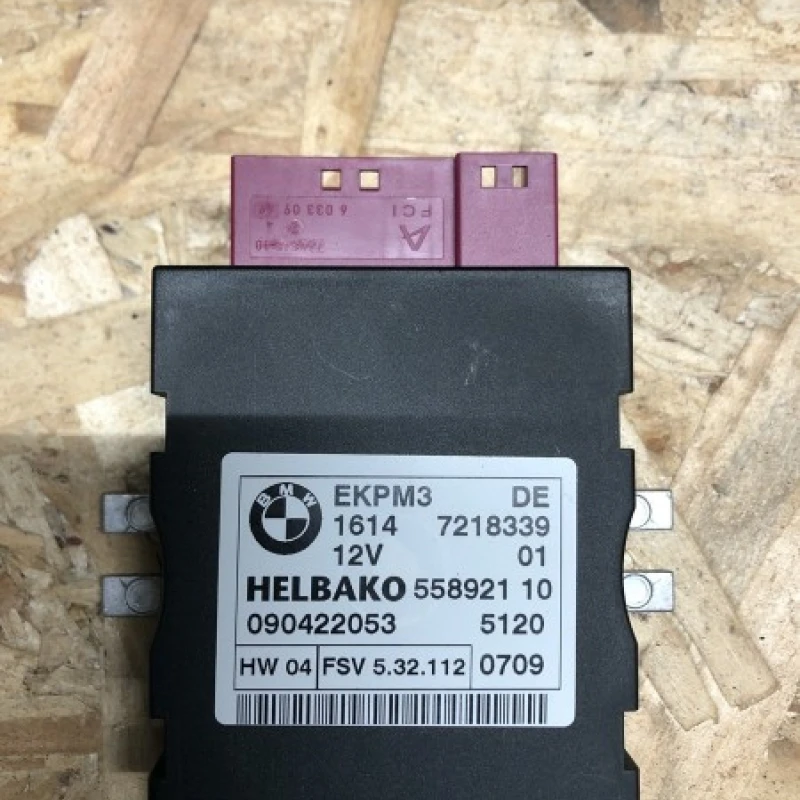 6 033 09
FCI
A
BMW
EKPM3 DE
1614 7218339
12V 01
HELBAKO 558921 10
090422053 5120
HW 04 FSV 5.32.112 0709